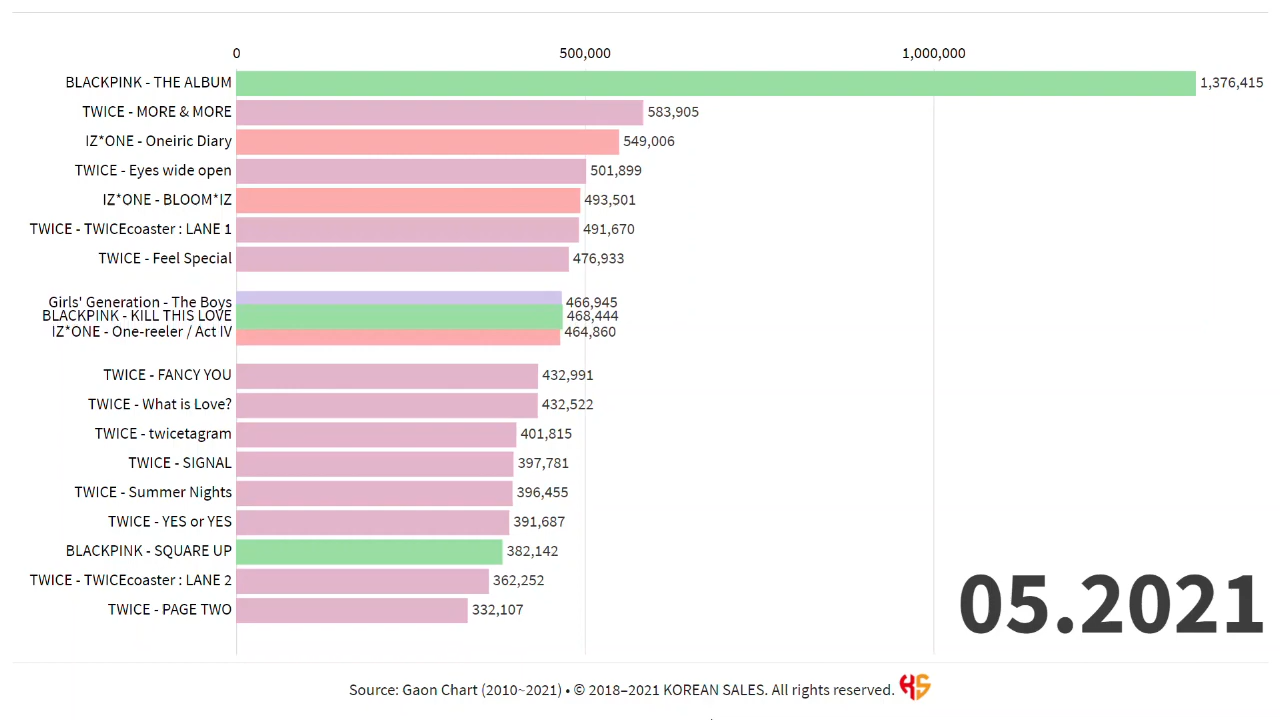 0 500,000 1,000,000
BLACKPINK - THE ALBUM 1,376,415
TWICE - MORE & MORE 583,905
IZ*ONE - Oneiric Diary 549,006
TWICE - Eyes wide open 501,899
IZ*ONE - BLOOM*IZ 493,501
TWICE - TWICEcoaster : LANE 1 491,670
TWICE - Feel Special 476,933
Girls' Generation - The Boys 466,945
BLACKPINK - KILL THIS LOVE 468,444
IZ*ONE - One-reeler / Act IV 464,860
TWICE - FANCY YOU 432,991
TWICE - What is Love? 432,522
TWICE - twicetagram 401,815
TWICE - SIGNAL 397,781
TWICE - Summer Nights 396,455
TWICE - YES or YES 391,687
BLACKPINK - SQUARE UP 382,142
TWICE - TWICEcoaster : LANE 2 362,252
TWICE - PAGE TWO 332,107
05.2021
Source: Gaon Chart (2010~2021) • © 2018–2021 KOREAN SALES. All rights reserved. KS